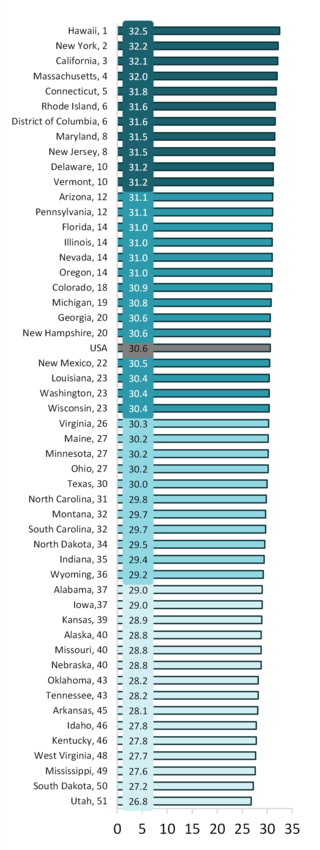 Hawaii, 1 32.5
New York, 2 32.2
California, 3 32.1
Massachusetts, 4 32.0
Connecticut, 5 31.8
Rhode Island, 6 31.6
District of Columbia, 6 31.6
Maryland, 8 31.5
New Jersey, 8 31.5
Delaware, 10 31.2
Vermont, 10 31.2
Arizona, 12 31.1
Pennsylvania, 12 31.1
Florida, 14 31.0
Illinois, 14 31.0
Nevada, 14 31.0
Oregon, 14 31.0
Colorado, 18 30.9
Michigan, 19 30.8
Georgia, 20 30.6
New Hampshire, 20 30.6
USA 30.6
New Mexico, 22 30.5
Louisiana, 23 30.4
Washington, 23 30.4
Wisconsin, 23 30.4
Virginia, 26 30.3
Maine, 27 30.2
Minnesota, 27 30.2
Ohio, 27 30.2
Texas, 30 30.0
North Carolina, 31 29.8
Montana, 32 29.7
South Carolina, 32 29.7
North Dakota, 34 29.5
Indiana, 35 29.4
Wyoming, 36 29.2
Alabama, 37 29.0
Iowa,37 29.0
Kansas, 39 28.9
Alaska, 40 28.8
Missouri, 40 28.8
Nebraska, 40 28.8
Oklahoma, 43 28.2
Tennessee, 43 28.2
Arkansas, 45 28.1
Idaho, 46 27.8
Kentucky, 46 27.8
West Virginia, 48 27.7
Mississippi, 49 27.6
South Dakota, 50 27.2
Utah, 51 26.8
0 5 10 15 20 25 30 35